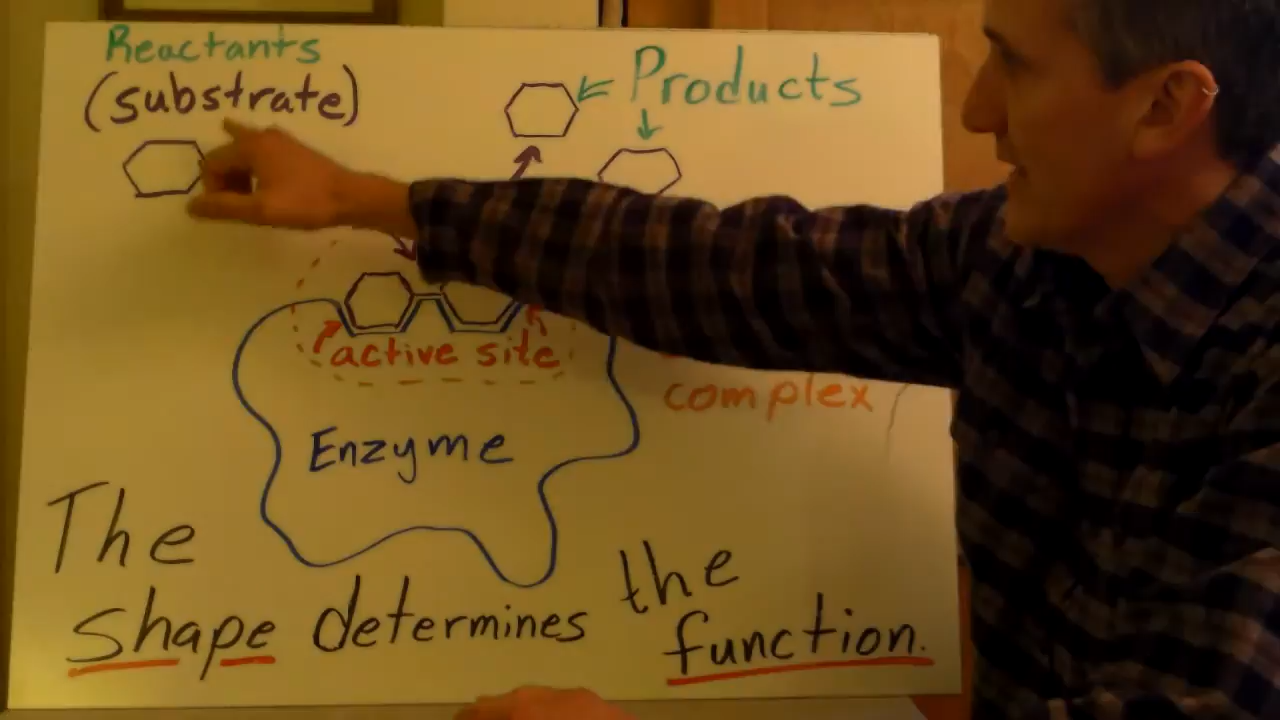 Reactants
(substrate)
Products
active site
complex
Enzyme
The
shape determines
the
function.